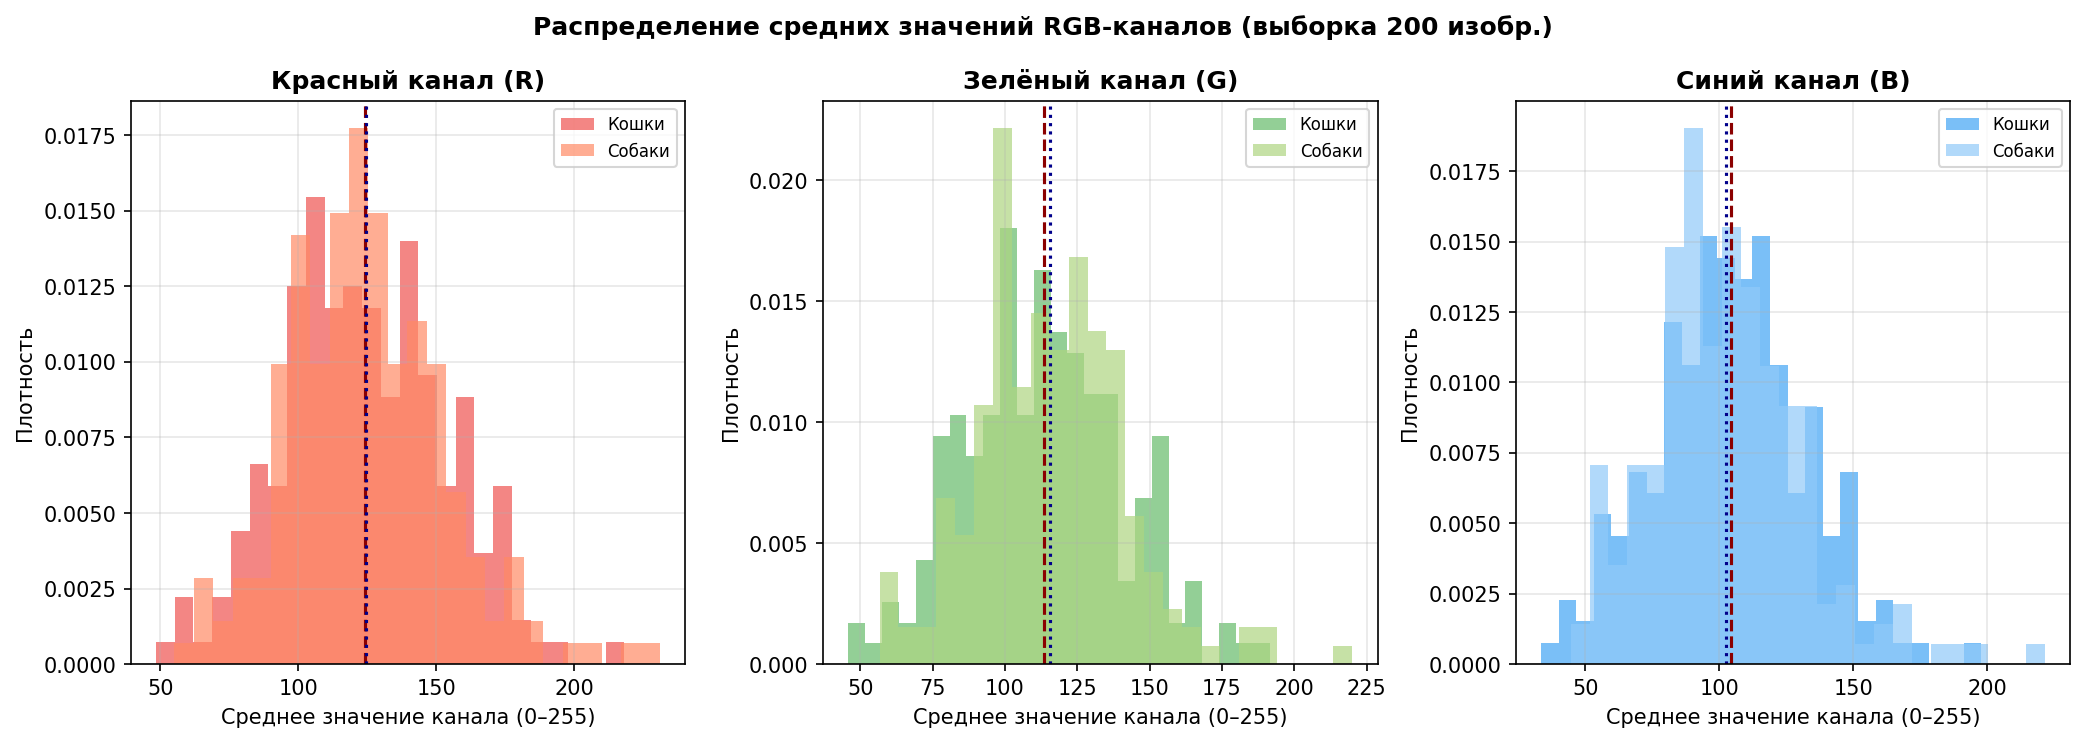 Распределение средних значений RGB-каналов (выборка 200 изобр.)
Красный канал (R)
Кошки
Собаки
0.0175
0.0150
0.0125
0.0100
0.0075
0.0050
0.0025
0.0000
Плотность
50 100 150 200
Среднее значение канала (0–255)
Зелёный канал (G)
Кошки
Собаки
0.020
0.015
0.010
0.005
0.000
Плотность
50 75 100 125 150 175 200 225
Среднее значение канала (0–255)
Синий канал (B)
Кошки
Собаки
0.0175
0.0150
0.0125
0.0100
0.0075
0.0050
0.0025
0.0000
Плотность
50 100 150 200
Среднее значение канала (0–255)